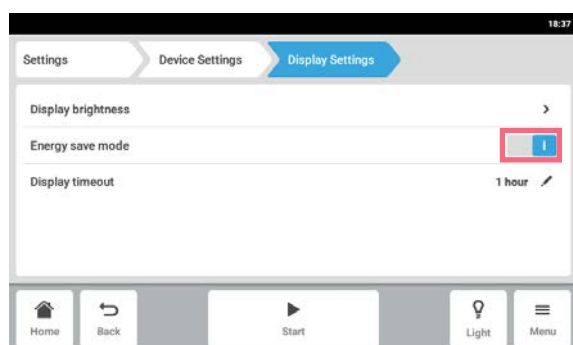 18:37
Settings Device Settings Display Settings
Display brightness
Energy save mode I
Display timeout 1 hour
Home Back Start Light Menu